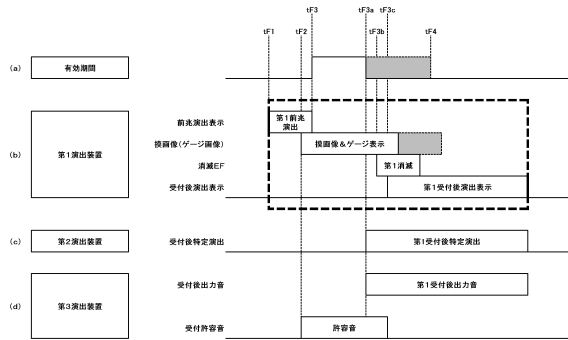 tF3 tF3a tF3c
tF1 tF2 tF3b tF4
(a) 有効期間
前兆演出表示 第1前兆演出
(b) 第1演出装置 操画像(ゲージ画像) 操画像&ゲージ表示
消滅EF 第1消滅
受付後演出表示 第1受付後演出表示
(c) 第2演出装置 受付後特定演出 第1受付後特定演出
受付後出力音 第1受付後出力音
(d) 第3演出装置
受付許容音 許容音